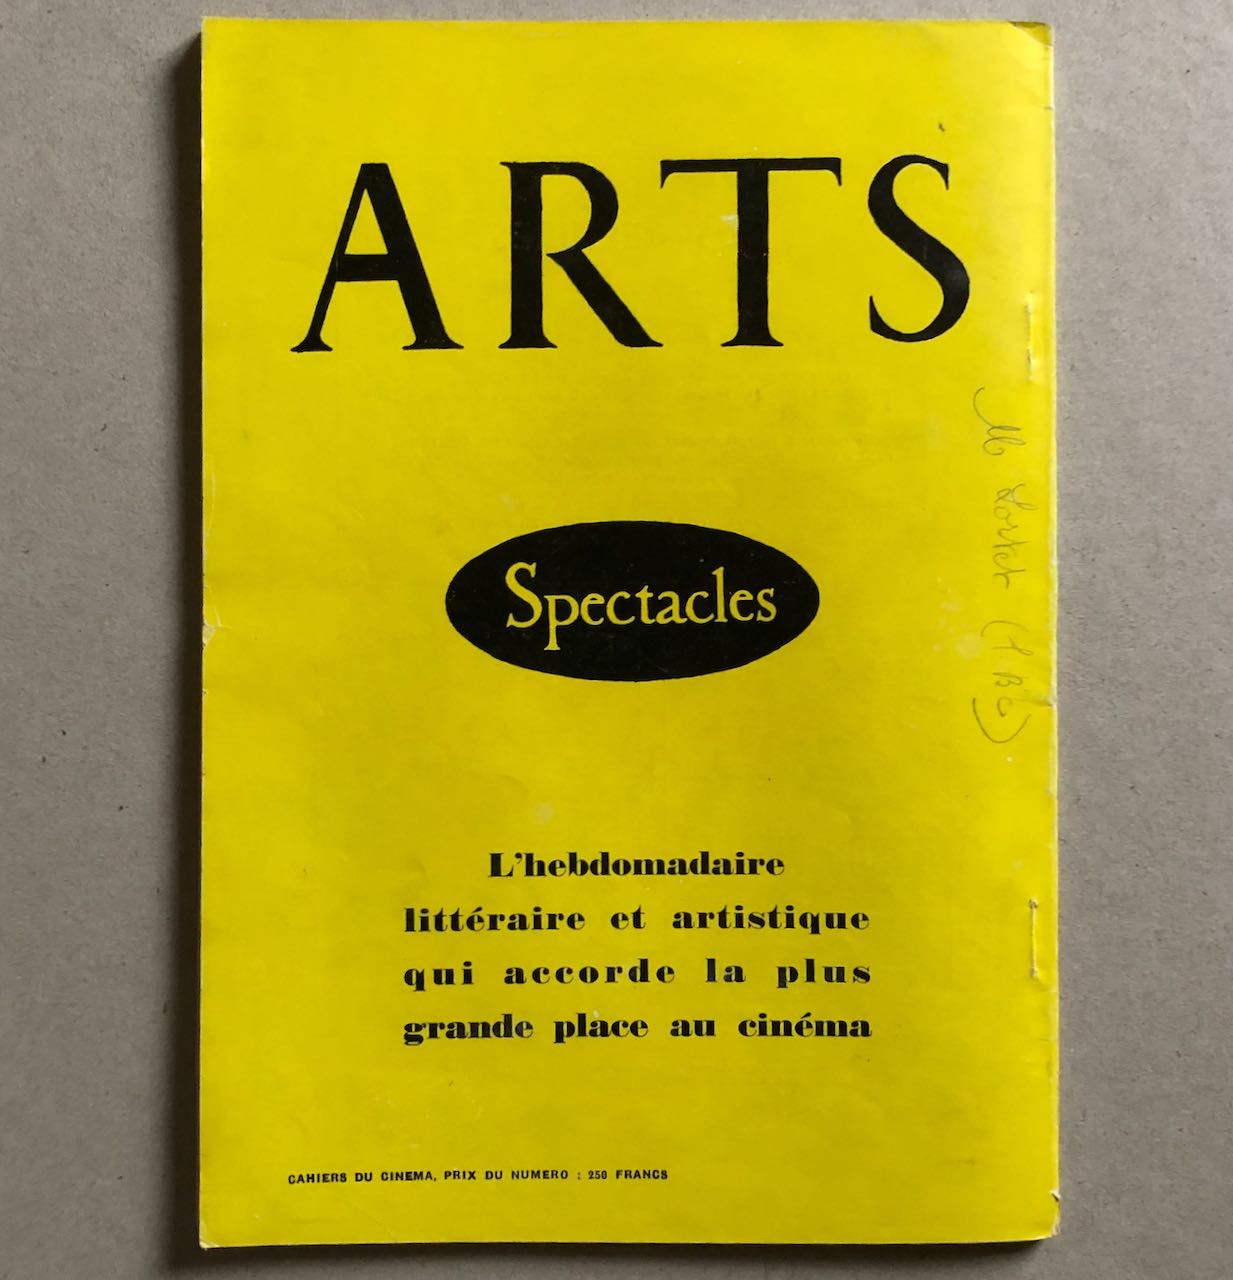 ARTS
Spectacles
L'hebdomadaire
littéraire et artistique
qui accorde la plus
grande place au cinéma
CAHIERS DU CINEMA, PRIX DU NUMERO : 250 FRANCS